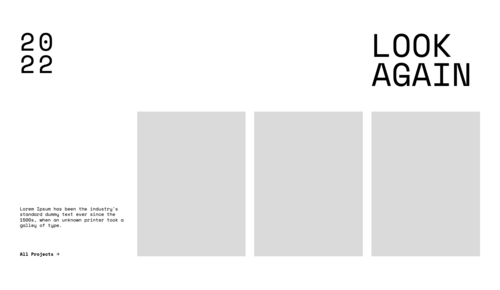 20
22
LOOK
AGAIN
Lorem Ipsum has been the industry's
standard dummy text ever since the
1500s, when an unknown printer took a
galley of type.
All Projects →